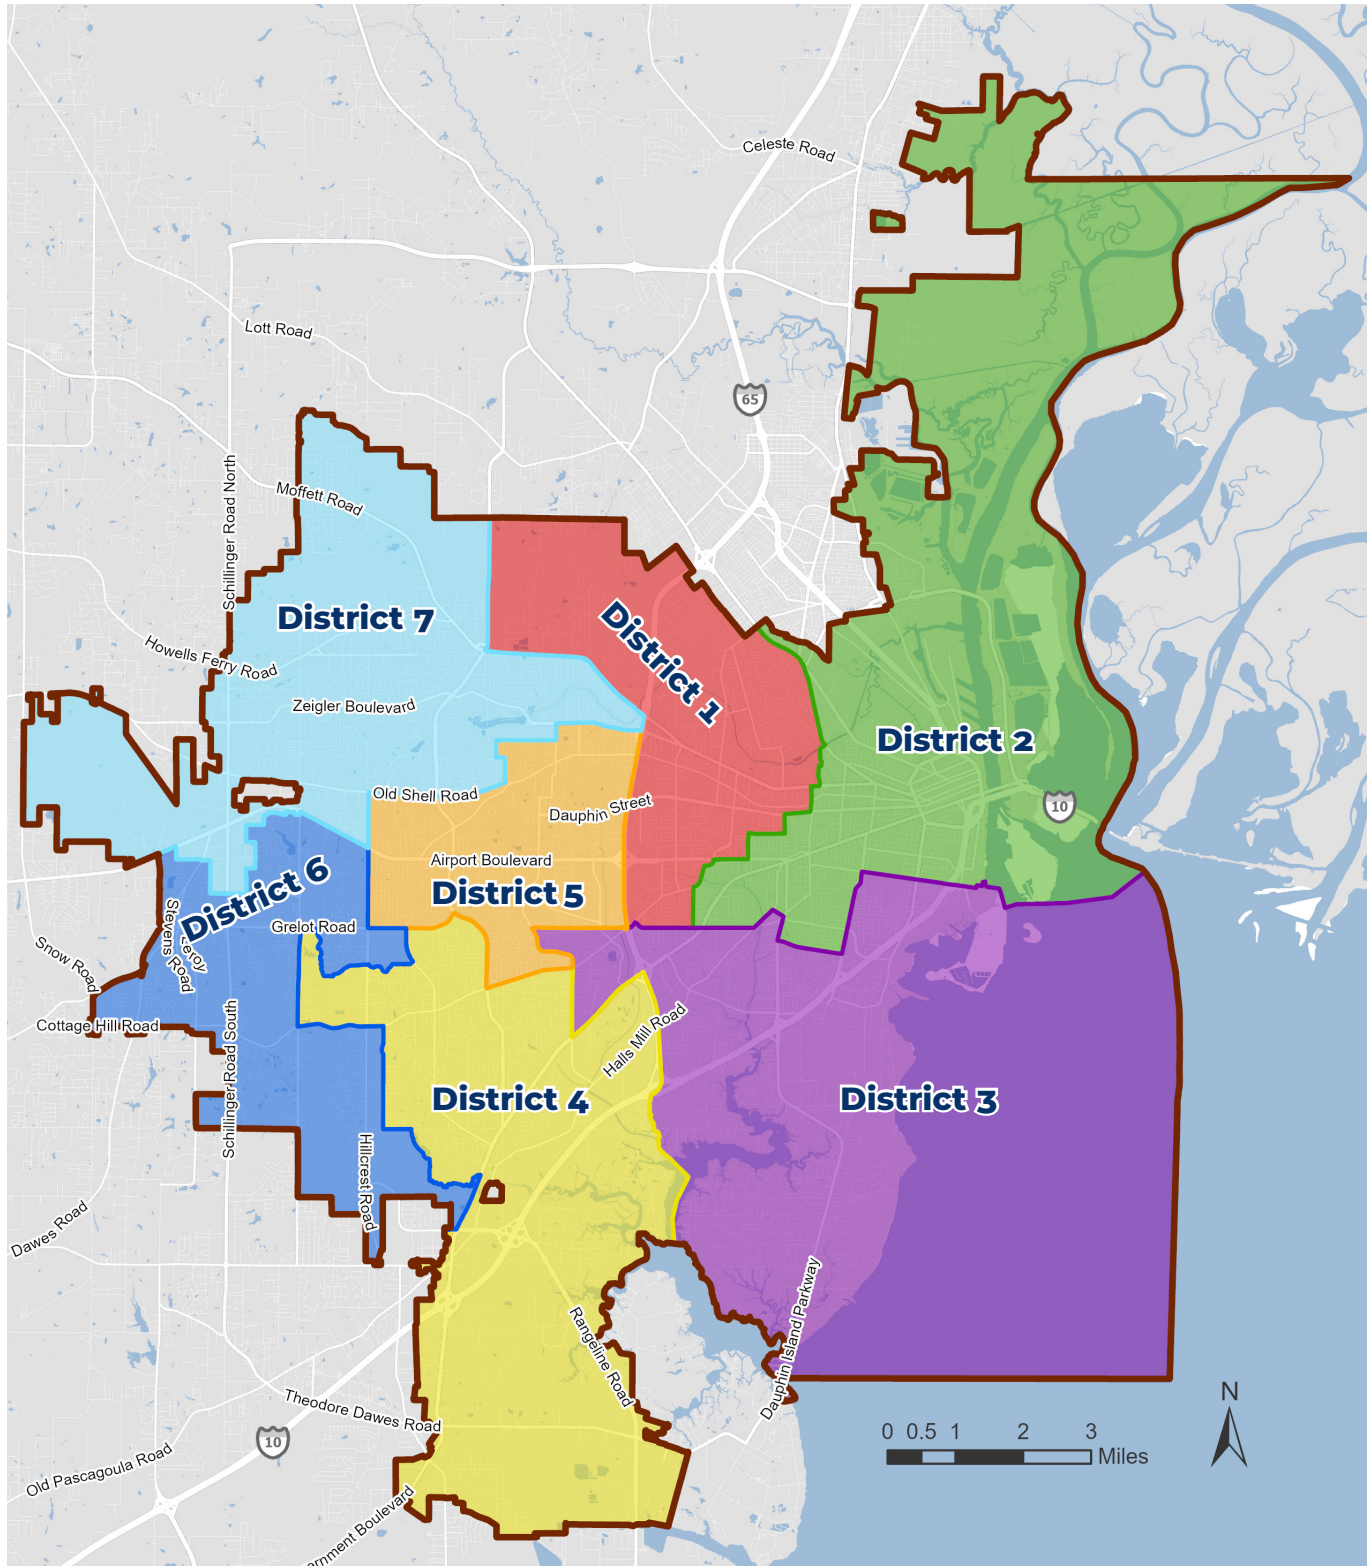 Celeste Road
Lott Road
65
Schillinger Road North
Moffett Road
District 7
District 1
Howells Ferry Road
Zeigler Boulevard
District 2
Old Shell Road
Dauphin Street
10
Airport Boulevard
District 6
District 5
Stevens Road
Leroy
Grelot Road
Snow Road
Cottage Hill Road
Schillinger Road South
Halls Mill Road
District 4
District 3
Hillcrest Road
Dawes Road
Rangeline Road
Dauphin Island Parkway
N
Theodore Dawes Road
0 0.5 1 2 3
Miles
10
Old Pascagoula Road
ernment Boulevard